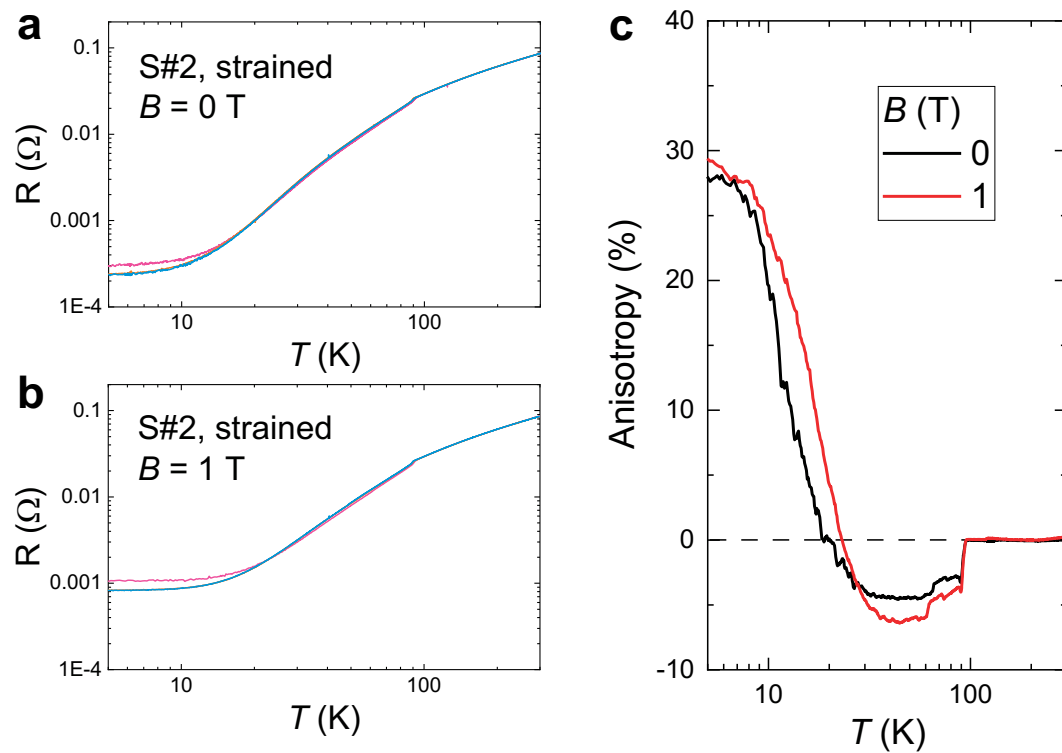 a
S#2, strained
B = 0 T
R (Ω)
0.1
0.01
0.001
1E-4
10
100
T (K)
b
S#2, strained
B = 1 T
R (Ω)
0.1
0.01
0.001
1E-4
10
100
T (K)
c
B (T)
0
1
Anisotropy (%)
40
30
20
10
0
-10
10
100
T (K)